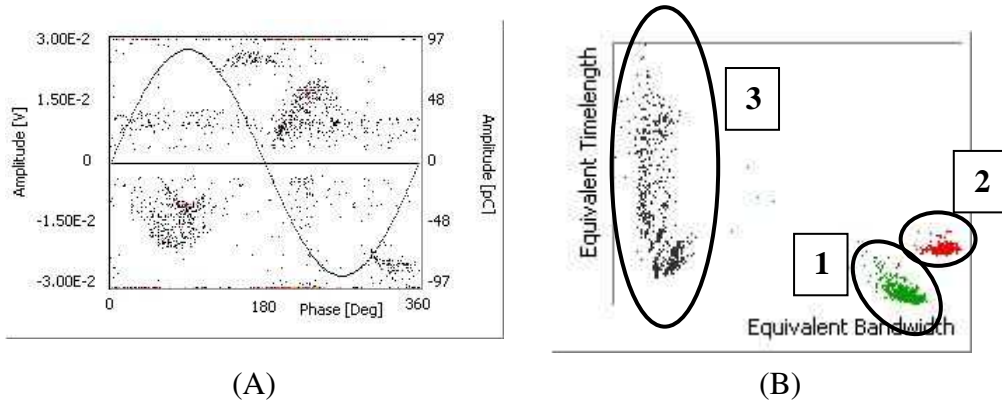 3.00E-2
1.50E-2
0
-1.50E-2
-3.00E-2
Amplitude [V]
97
48
0
-48
-97
Amplitude [pC]
0
180
360
Phase [Deg]
(A)
Equivalent Timelength
3
2
1
Equivalent Bandwidth
(B)